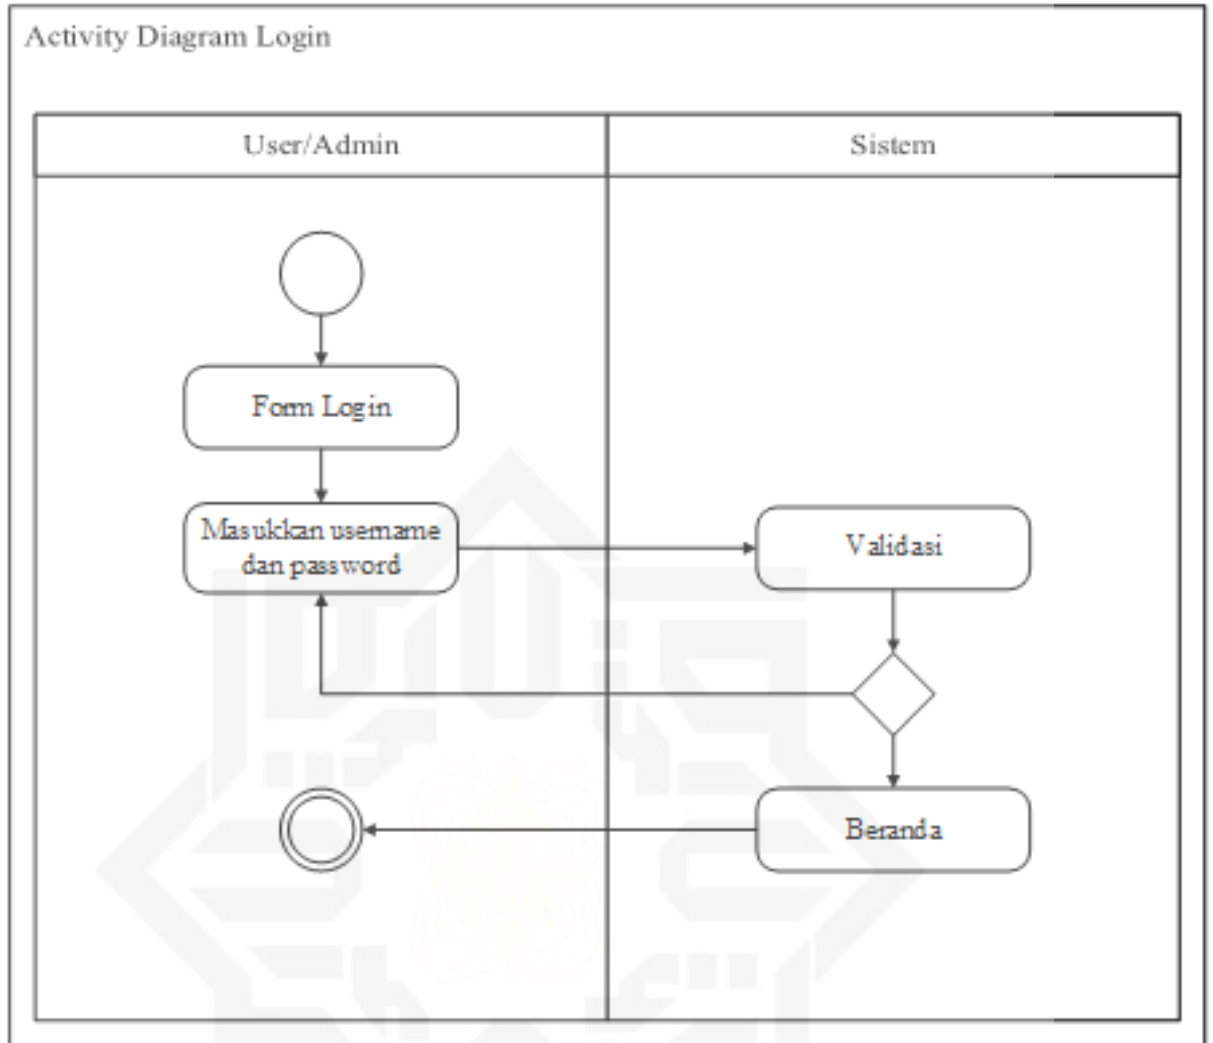 Activity Diagram Login
User/Admin
Sistem
Form Login
Masukkan username
dan password
Validasi
Beranda